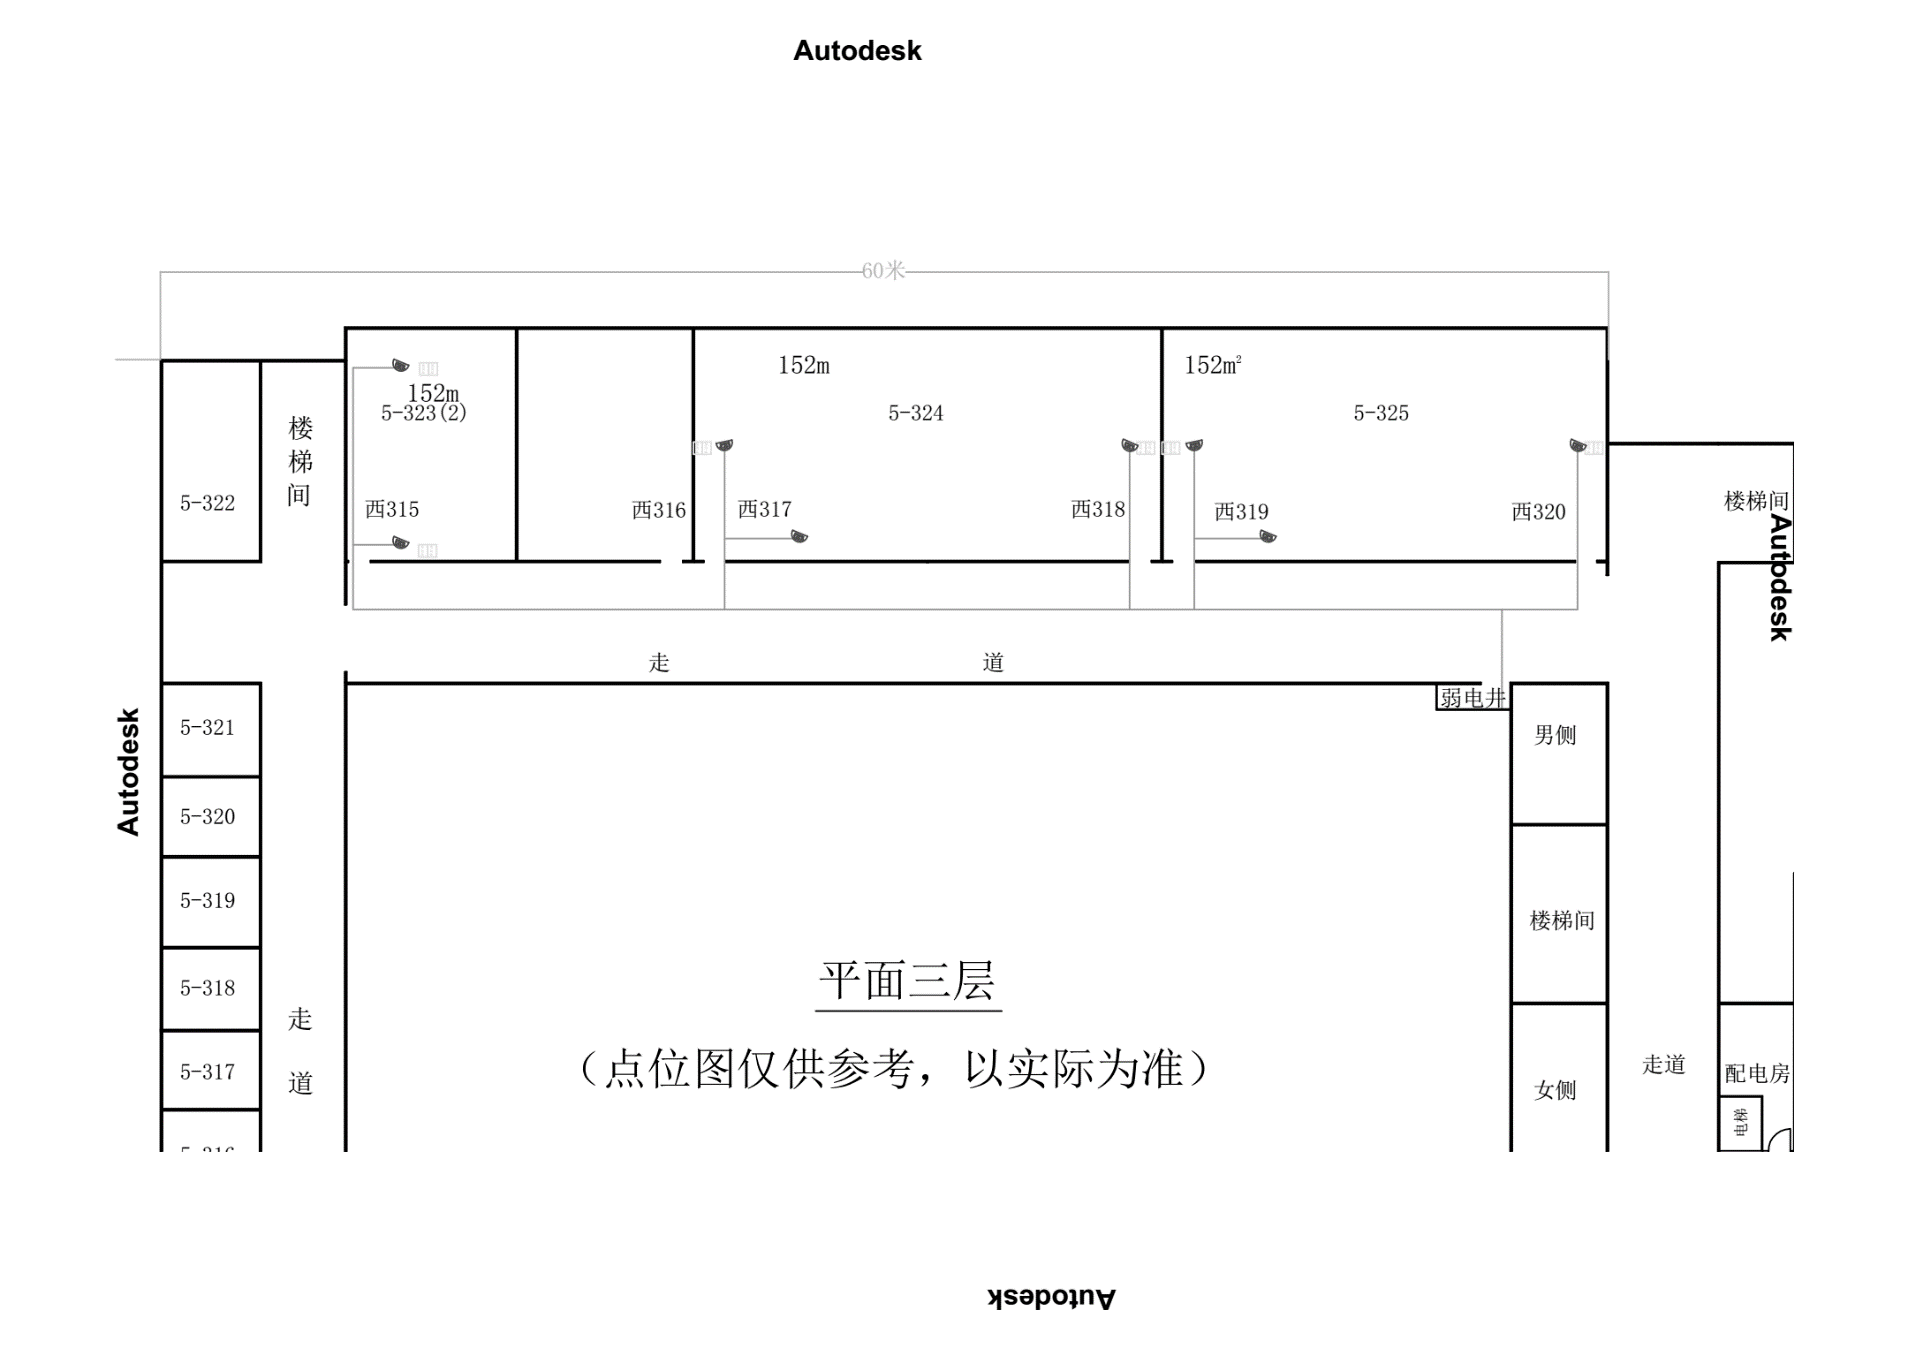 Autodesk
60米
152m
152m
152m²
5-323(2)
5-324
5-325
楼梯间
5-322
西315
西316
西317
西318
西319
西320
楼梯间
Autodesk
走 道
弱电井
Autodesk
5-321
男侧
5-320
5-319
楼梯间
5-318
平面三层
走道
5-317
(点位图仅供参考, 以实际为准)
走道
配电房
女侧
电梯
Autodesk